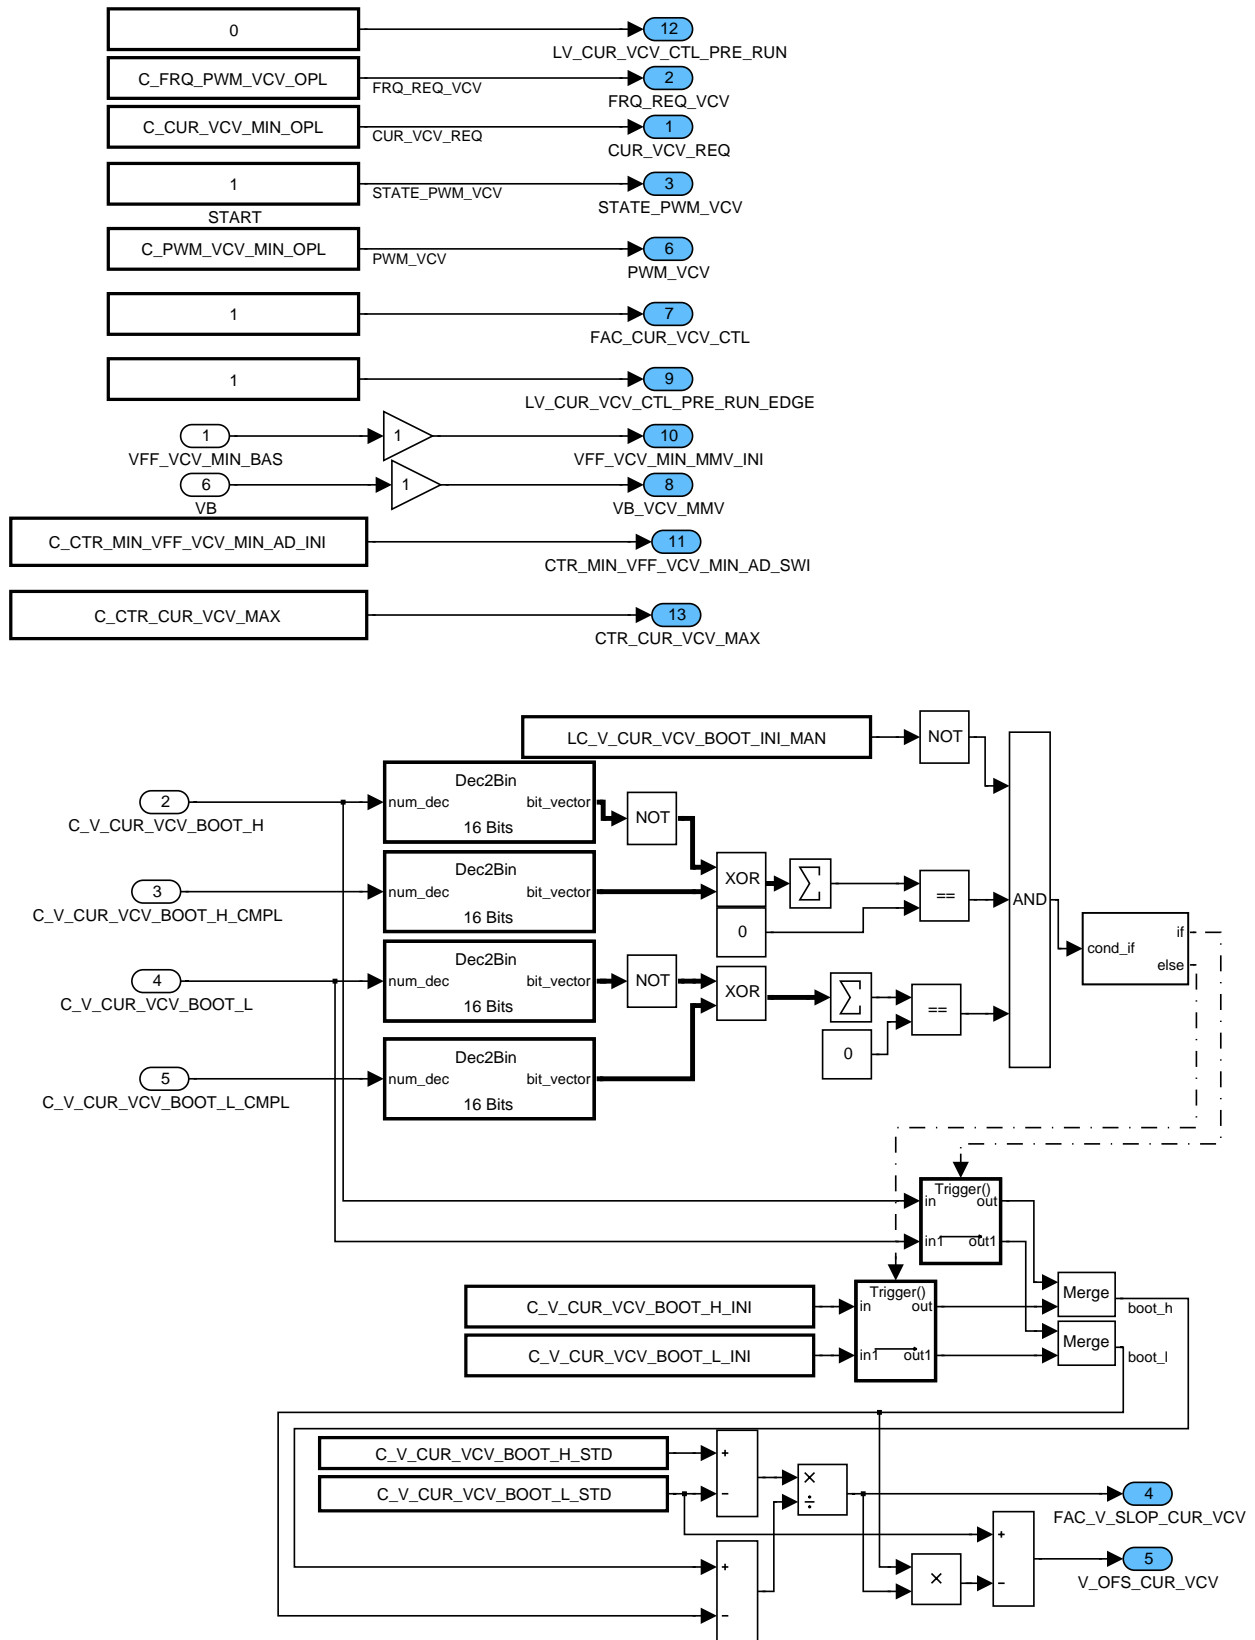 0
12
LV_CUR_VCV_CTL_PRE_RUN
C_FRQ_PWM_VCV_OPL
FRQ_REQ_VCV
2
FRQ_REQ_VCV
C_CUR_VCV_MIN_OPL
CUR_VCV_REQ
1
CUR_VCV_REQ
1
START
STATE_PWM_VCV
3
STATE_PWM_VCV
C_PWM_VCV_MIN_OPL
PWM_VCV
6
PWM_VCV
1
7
FAC_CUR_VCV_CTL
1
9
LV_CUR_VCV_CTL_PRE_RUN_EDGE
1
VFF_VCV_MIN_BAS
1
10
VFF_VCV_MIN_MMV_INI
6
VB
1
8
VB_VCV_MMV
C_CTR_MIN_VFF_VCV_MIN_AD_INI
11
CTR_MIN_VFF_VCV_MIN_AD_SWI
C_CTR_CUR_VCV_MAX
13
CTR_CUR_VCV_MAX
LC_V_CUR_VCV_BOOT_INI_MAN
NOT
2
C_V_CUR_VCV_BOOT_H
Dec2Bin
num_dec bit_vector
16 Bits
NOT
3
C_V_CUR_VCV_BOOT_H_CMPL
Dec2Bin
num_dec bit_vector
16 Bits
XOR
∑
0
==
AND
cond_if
if
else
4
C_V_CUR_VCV_BOOT_L
Dec2Bin
num_dec bit_vector
16 Bits
NOT
XOR
∑
0
==
5
C_V_CUR_VCV_BOOT_L_CMPL
Dec2Bin
num_dec bit_vector
16 Bits
Trigger()
in out
in1 out1
C_V_CUR_VCV_BOOT_H_INI
C_V_CUR_VCV_BOOT_L_INI
Trigger()
in out
in1 out1
Merge
boot_h
Merge
boot_l
C_V_CUR_VCV_BOOT_H_STD
C_V_CUR_VCV_BOOT_L_STD
+
−
×
÷
4
FAC_V_SLOP_CUR_VCV
+
−
×
+
−
5
V_OFS_CUR_VCV